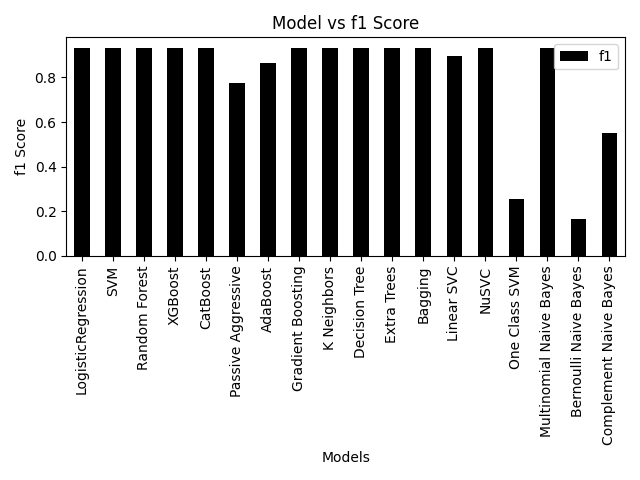 Model vs f1 Score
f1
f1 Score
0.8
0.6
0.4
0.2
0.0
LogisticRegression
SVM
Random Forest
XGBoost
CatBoost
Passive Aggressive
AdaBoost
Gradient Boosting
K Neighbors
Decision Tree
Extra Trees
Bagging
Linear SVC
NuSVC
One Class SVM
Multinomial Naive Bayes
Bernoulli Naive Bayes
Complement Naive Bayes
Models